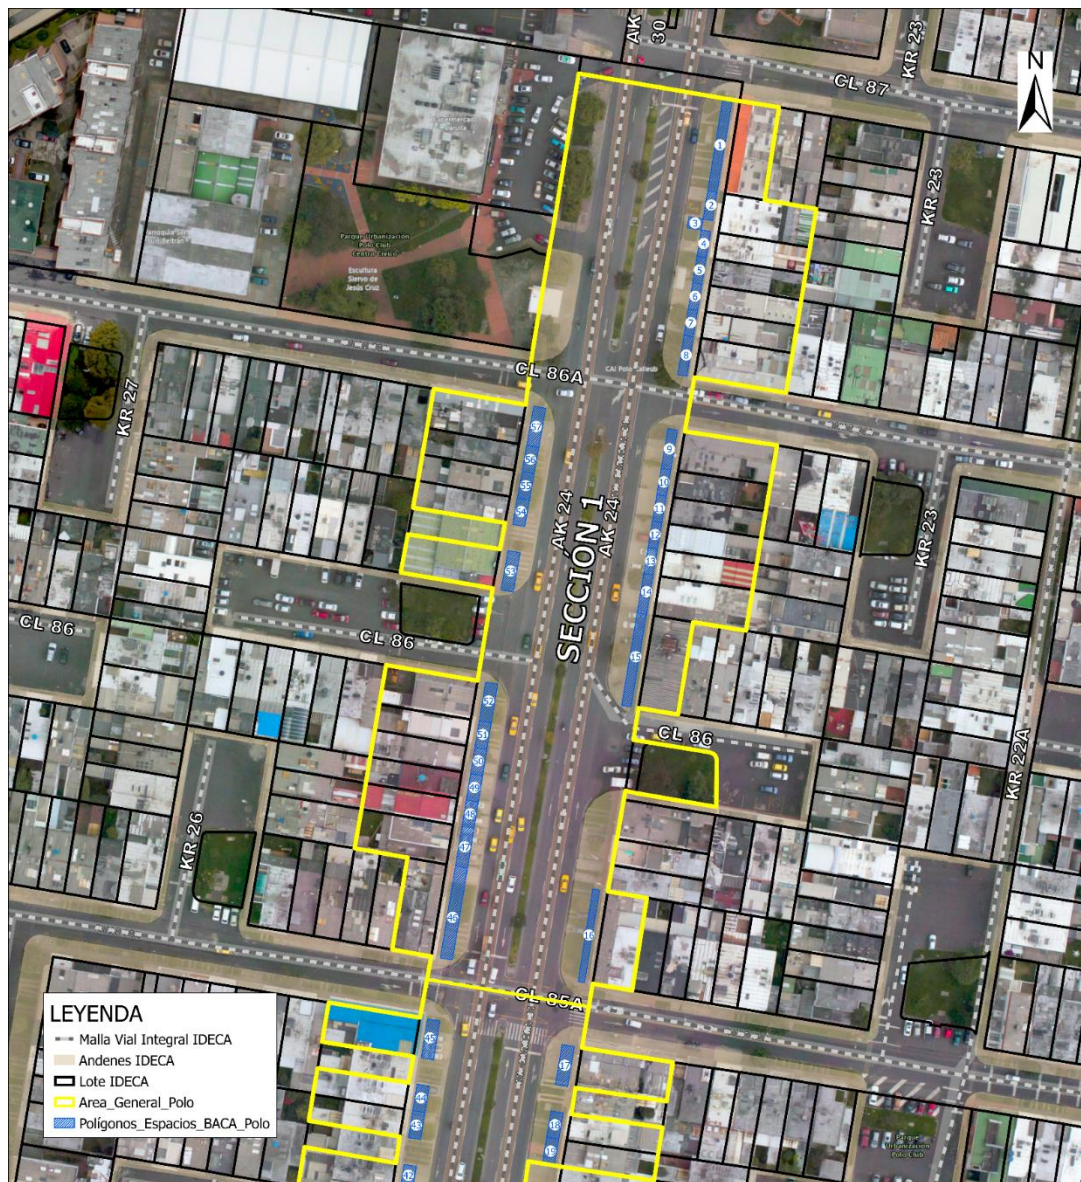 AK
30
KR 23
N
CL 87
1
KR 23
2
3
Parque Urbanización
Polo Club
Central Cívico
4
Escultura
Siervo de
Jesús Cruz
5
6
7
8
CL 86A
KR 27
57
9
56
10
55
AK 24
AK 24
SECCIÓN 1
54
11
12
KR 23
13
53
14
CL 86
CL 86
15
52
51
CL 86
KR 22A
50
49
48
KR 26
47
46
16
CL 85A
LEYENDA
Malla Vial Integral IDECA
Andenes IDECA
Lote IDECA
Area_General_Polo
Polígonos_Espacios_BACA_Polo
45
17
44
43
18
19
42
Parque
Urbanización
Polo Club